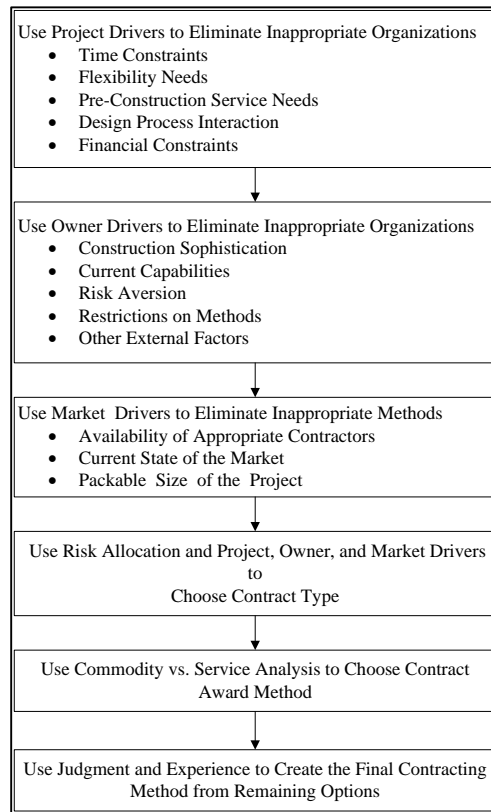 Use Project Drivers to Eliminate Inappropriate Organizations
• Time Constraints
• Flexibility Needs
• Pre-Construction Service Needs
• Design Process Interaction
• Financial Constraints
Use Owner Drivers to Eliminate Inappropriate Organizations
• Construction Sophistication
• Current Capabilities
• Risk Aversion
• Restrictions on Methods
• Other External Factors
Use Market Drivers to Eliminate Inappropriate Methods
• Availability of Appropriate Contractors
• Current State of the Market
• Packable Size of the Project
Use Risk Allocation and Project, Owner, and Market Drivers
to
Choose Contract Type
Use Commodity vs. Service Analysis to Choose Contract
Award Method
Use Judgment and Experience to Create the Final Contracting
Method from Remaining Options